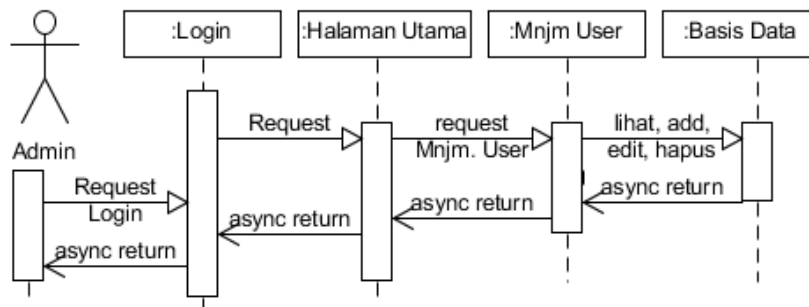 :Login
:Halaman Utama
:Mnjm User
:Basis Data
Admin
Request
request
Mnjm. User
lihat, add,
edit, hapus
Request
Login
async return
async return
async return
async return